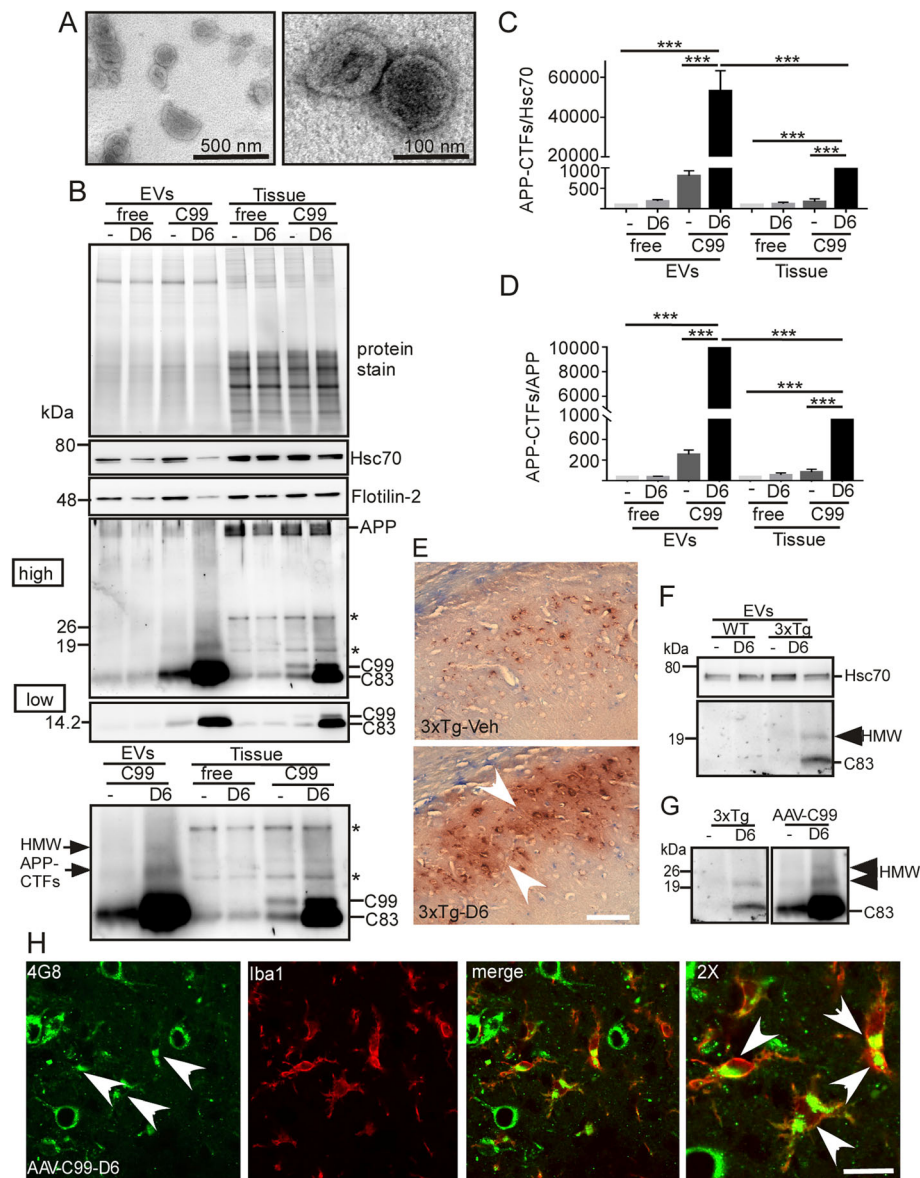 A
500 nm
100 nm
B
EVs
Tissue
free
C99
free
C99
-
D6
-
D6
-
D6
-
D6
protein
stain
kDa
80
Hsc70
48
Flotilin-2
APP
high
*
26
19
*
C99
C83
low
14.2
C99
C83
EVs
Tissue
C99
free
C99
-
D6
-
D6
-
D6
HMW
APP-
CTFs
*
*
C99
C83
C
APP-CTFs/Hsc70
60000
40000
20000
1000
500
0
***
***
***
***
***
-
D6
-
D6
-
D6
-
D6
free
C99
free
C99
EVs
Tissue
D
APP-CTFs/APP
10000
8000
6000
4000
2000
1000
600
200
***
***
***
***
***
-
D6
-
D6
-
D6
-
D6
free
C99
free
C99
EVs
Tissue
E
3xTg-Veh
3xTg-D6
F
EVs
WT
3xTg
kDa
-
D6
-
D6
80
Hsc70
19
HMW
C83
G
3xTg
AAV-C99
kDa
-
D6
-
D6
26
19
HMW
C83
H
4G8
Iba1
merge
2X
AAV-C99-D6